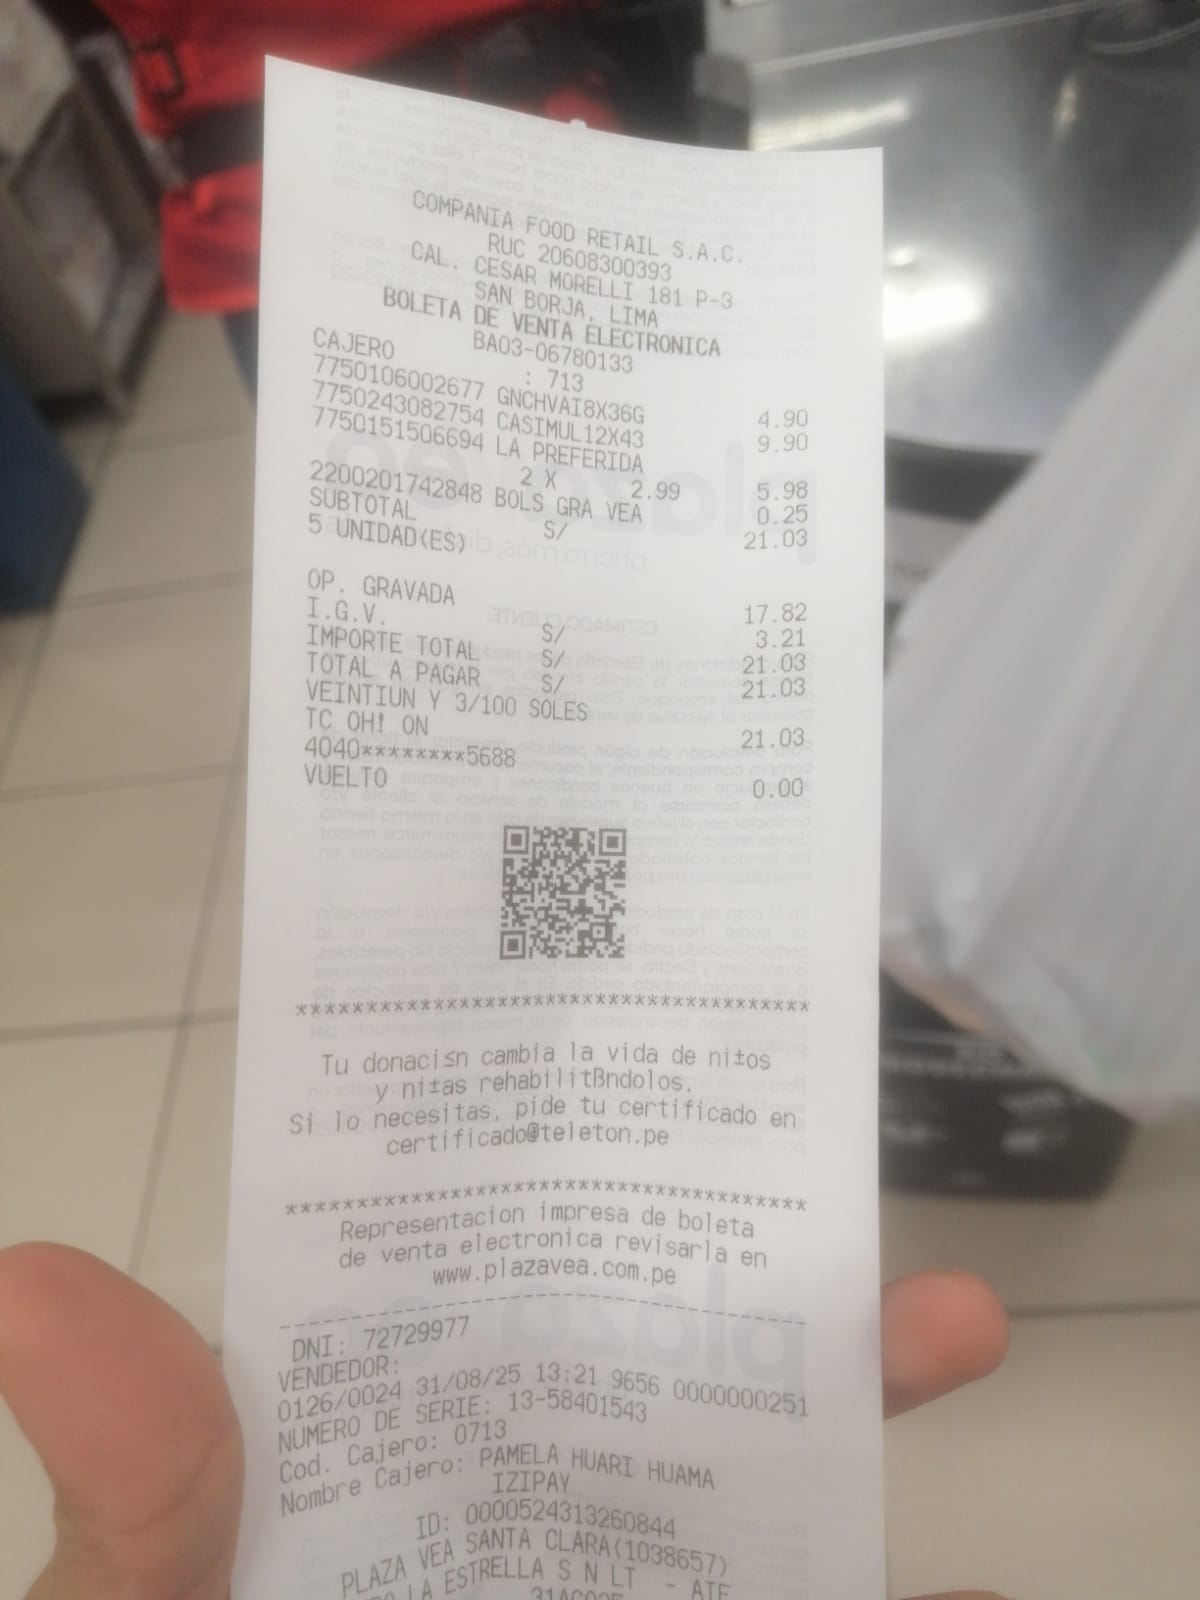 COMPANIA FOOD RETAIL S.A.C.
RUC 20608300393
CAL. CESAR MORELLI 181 P-3
SAN BORJA, LIMA
BOLETA DE VENTA ELECTRONICA
BA03-06780133
CAJERO : 713
7750106002677 GNCHVAI8X36G 4.90
7750243082754 CASIMUL12X43 9.90
7750151506694 LA PREFERIDA
2 X 2.99 5.98
2200201742848 BOLS GRA VEA 0.25
SUBTOTAL S/ 21.03
5 UNIDAD(ES)
OP. GRAVADA 17.82
I.G.V. S/ 3.21
IMPORTE TOTAL S/ 21.03
TOTAL A PAGAR S/ 21.03
VEINTIUN Y 3/100 SOLES
TC OH! ON 21.03
4040********5688
VUELTO 0.00
***************************************
Tu donaci≤n cambia la vida de ni±os
y ni±as rehabilitßndolos.
Si lo necesitas, pide tu certificado en
certificado@teleton.pe
***************************************
Representacion impresa de boleta
de venta electronica revisarla en
www.plazavea.com.pe
---------------------------------------
DNI: 72729977
VENDEDOR:
0126/0024 31/08/25 13:21 9656 0000000251
NUMERO DE SERIE: 13-58401543
Cod. Cajero: 0713
Nombre Cajero: PAMELA HUARI HUAMA
IZIPAY
ID: 0000524313260844
PLAZA VEA SANTA CLARA(1038657)
LA ESTRELLA S N LT - ATE